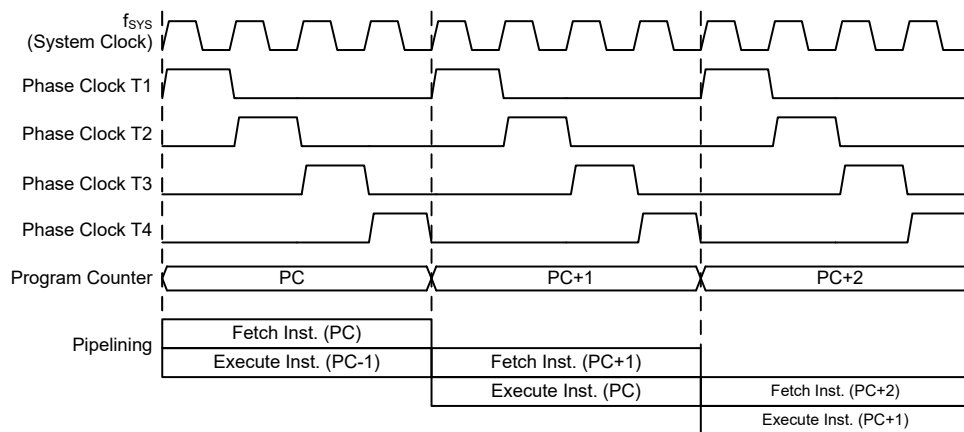 fSYS
(System Clock)
Phase Clock T1
Phase Clock T2
Phase Clock T3
Phase Clock T4
Program Counter PC PC+1 PC+2
Pipelining
Fetch Inst. (PC)
Execute Inst. (PC-1) Fetch Inst. (PC+1)
Execute Inst. (PC) Fetch Inst. (PC+2)
Execute Inst. (PC+1)